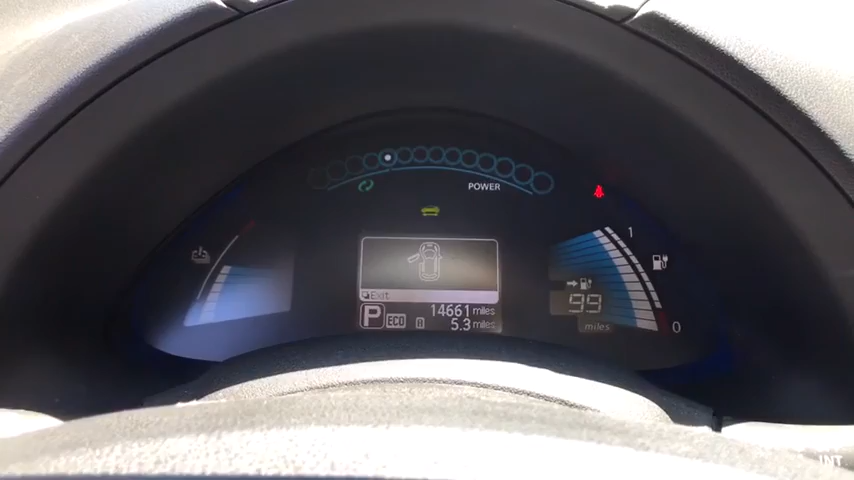 POWER
1
Exit
99
miles
0
P ECO A 14661 miles
5.3 miles
INT